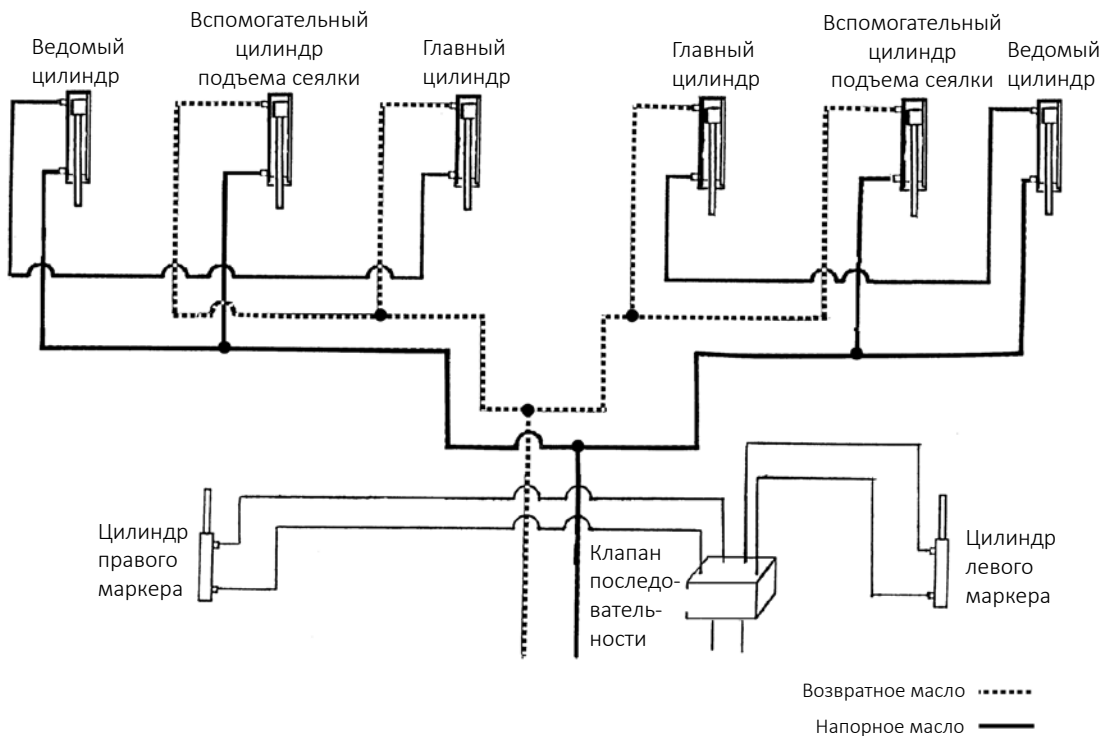 Ведомый
цилиндр
Вспомогательный
цилиндр
подъема сеялки
Главный
цилиндр
Главный
цилиндр
Вспомогательный
цилиндр
подъема сеялки
Ведомый
цилиндр
Цилиндр
правого
маркера
Клапан
последо-
ватель-
ности
Цилиндр
левого
маркера
Возвратное масло
Напорное масло